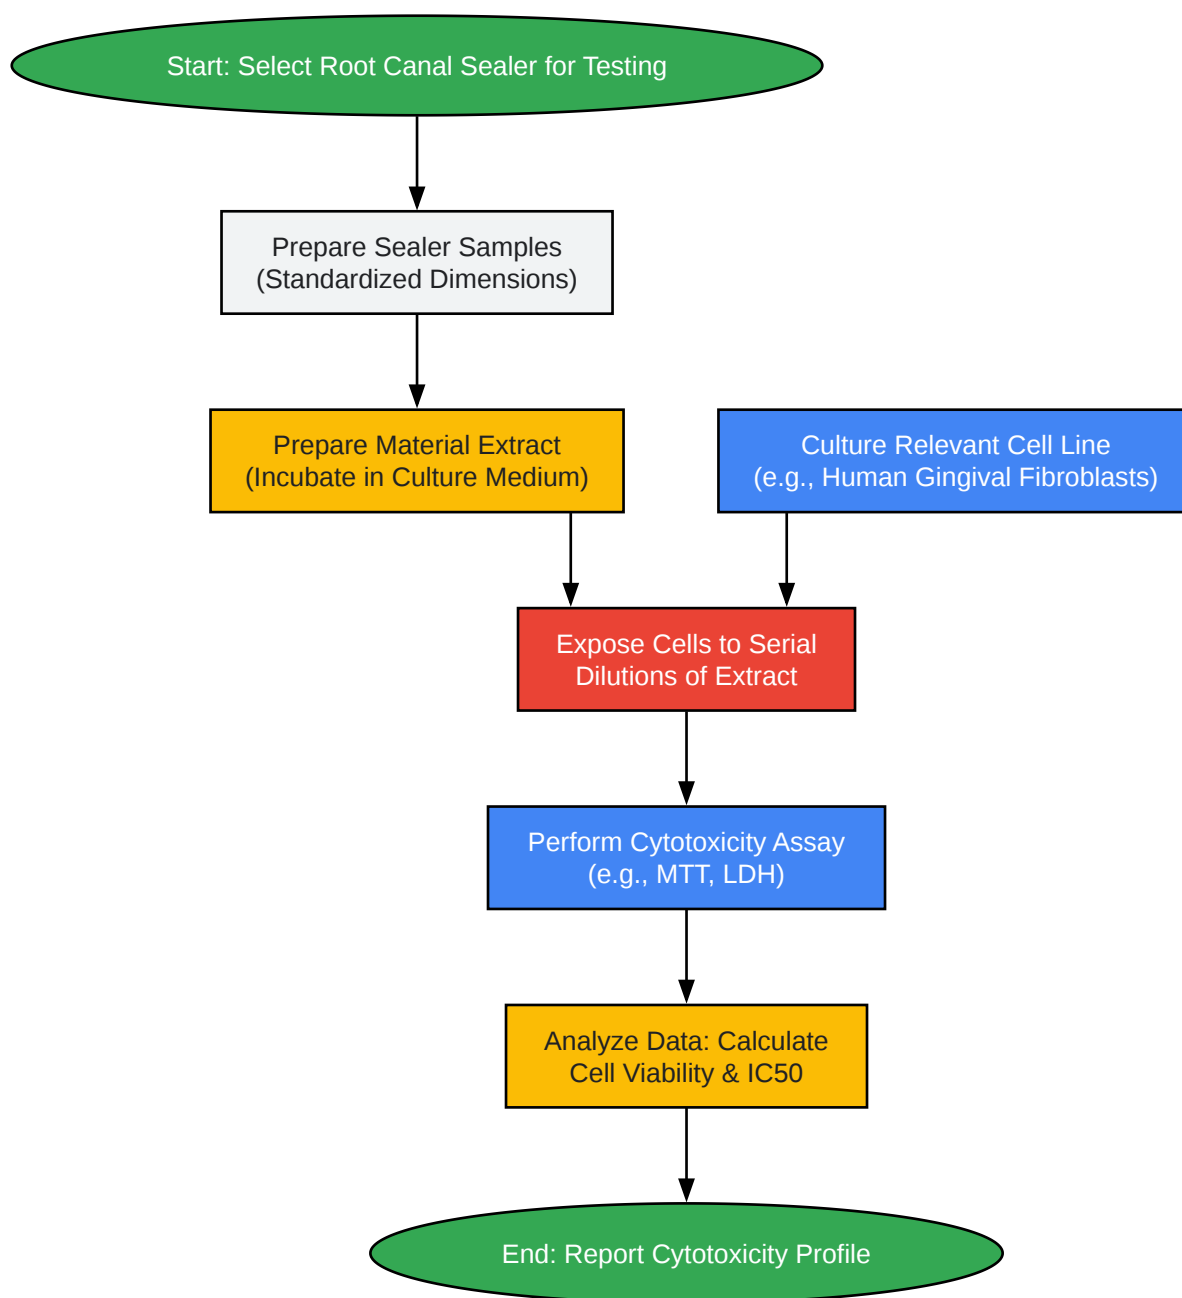 Start: Select Root Canal Sealer for Testing
Prepare Sealer Samples
(Standardized Dimensions)
Prepare Material Extract
(Incubate in Culture Medium)
Culture Relevant Cell Line
(e.g., Human Gingival Fibroblasts)
Expose Cells to Serial
Dilutions of Extract
Perform Cytotoxicity Assay
(e.g., MTT, LDH)
Analyze Data: Calculate
Cell Viability & IC50
End: Report Cytotoxicity Profile